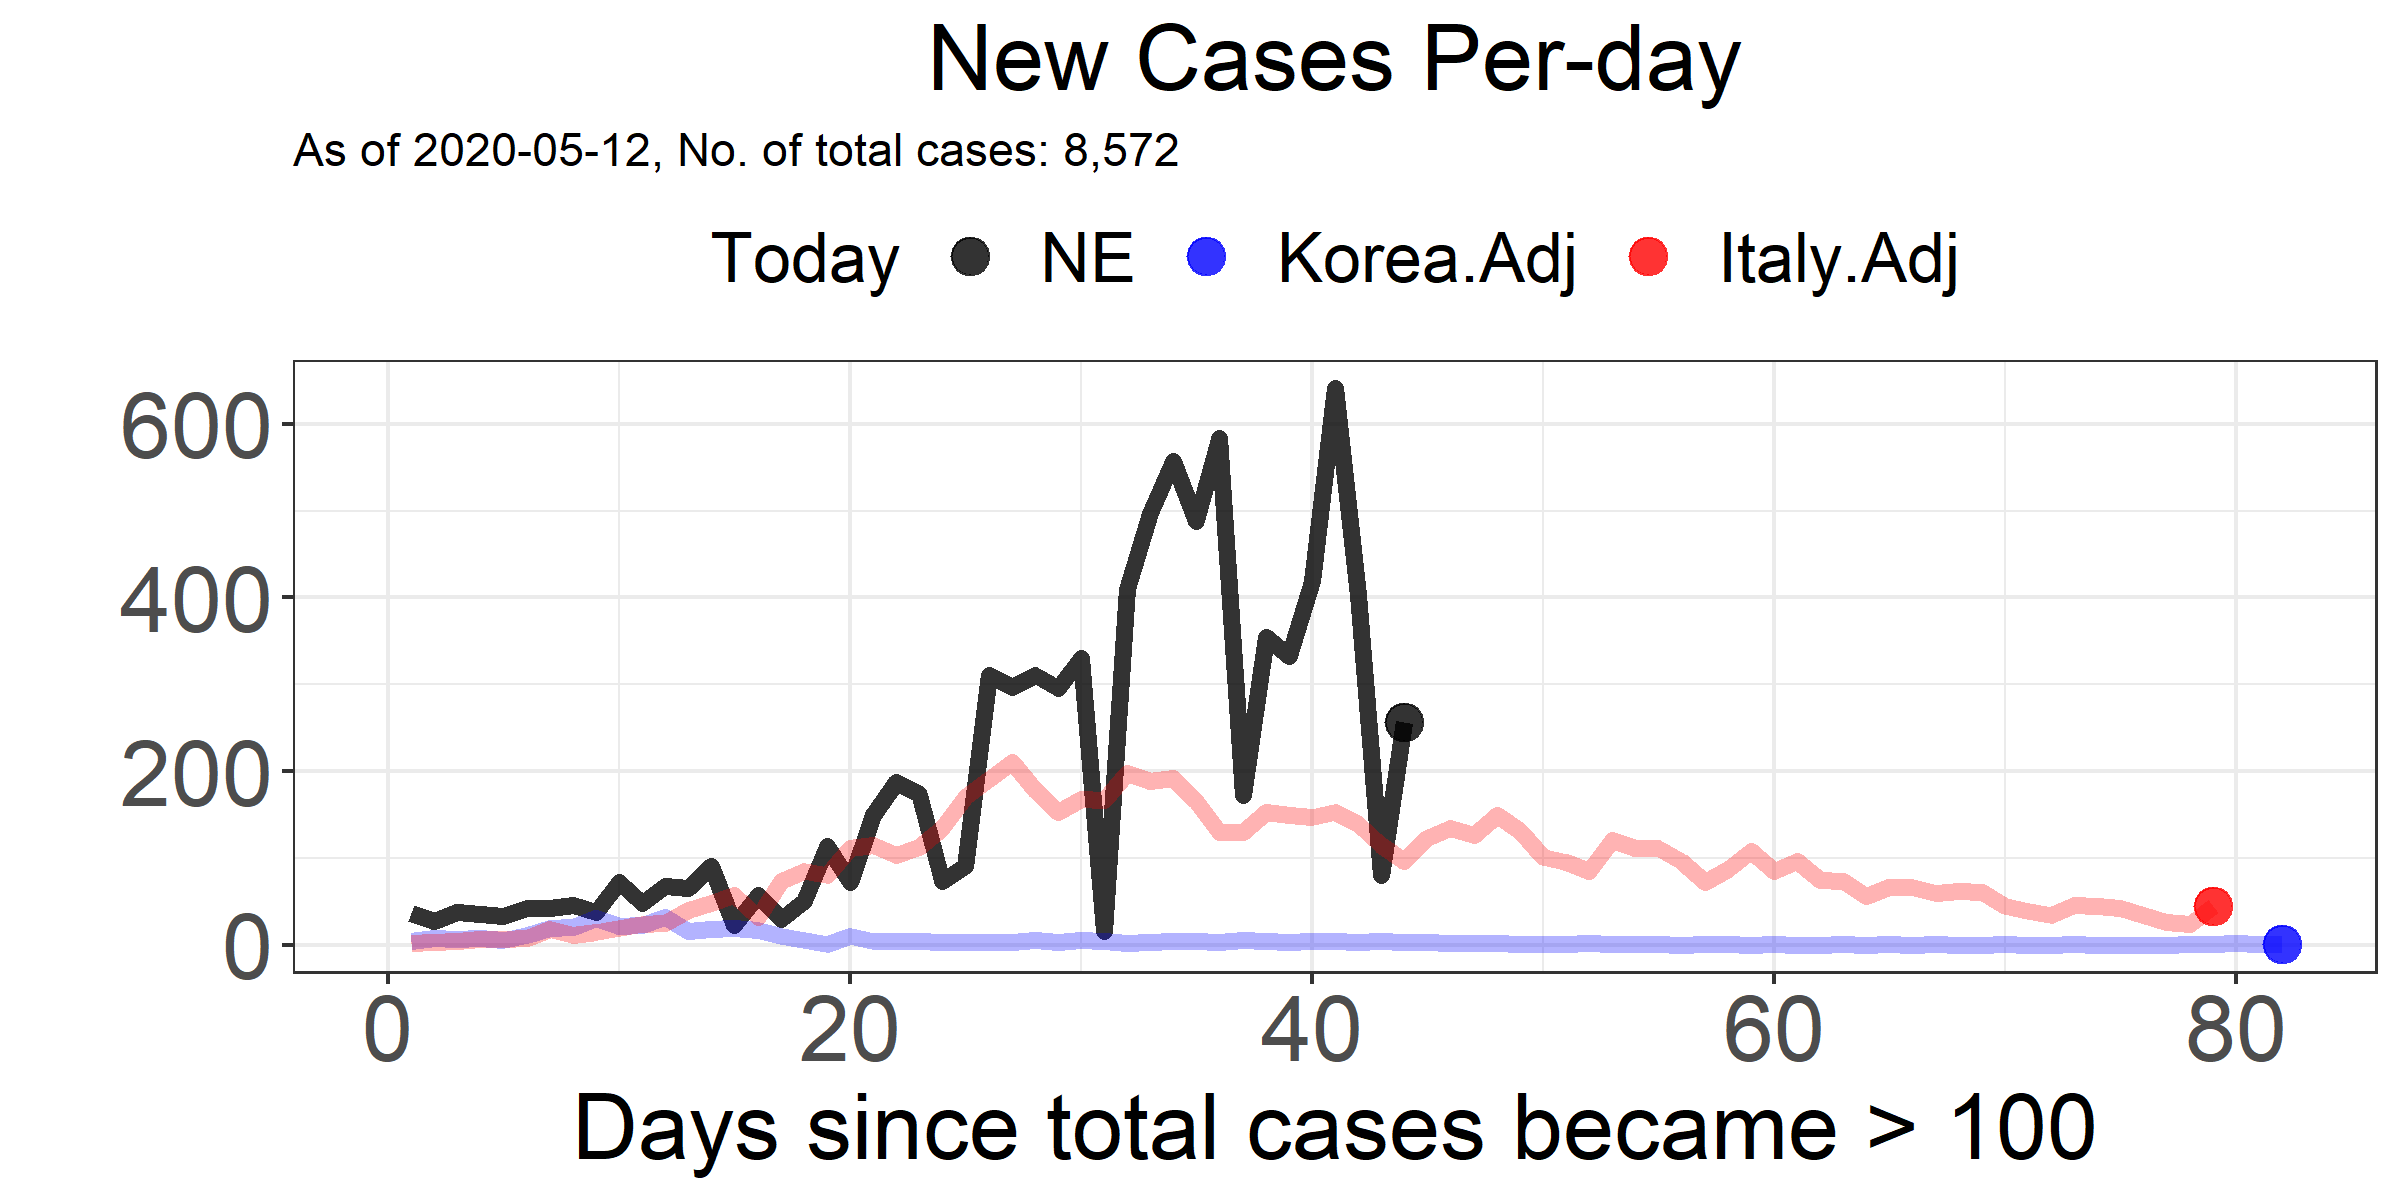 New Cases Per-day
As of 2020-05-12, No. of total cases: 8,572
Today NE Korea.Adj Italy.Adj
600
400
200
0
0 20 40 60 80
Days since total cases became > 100